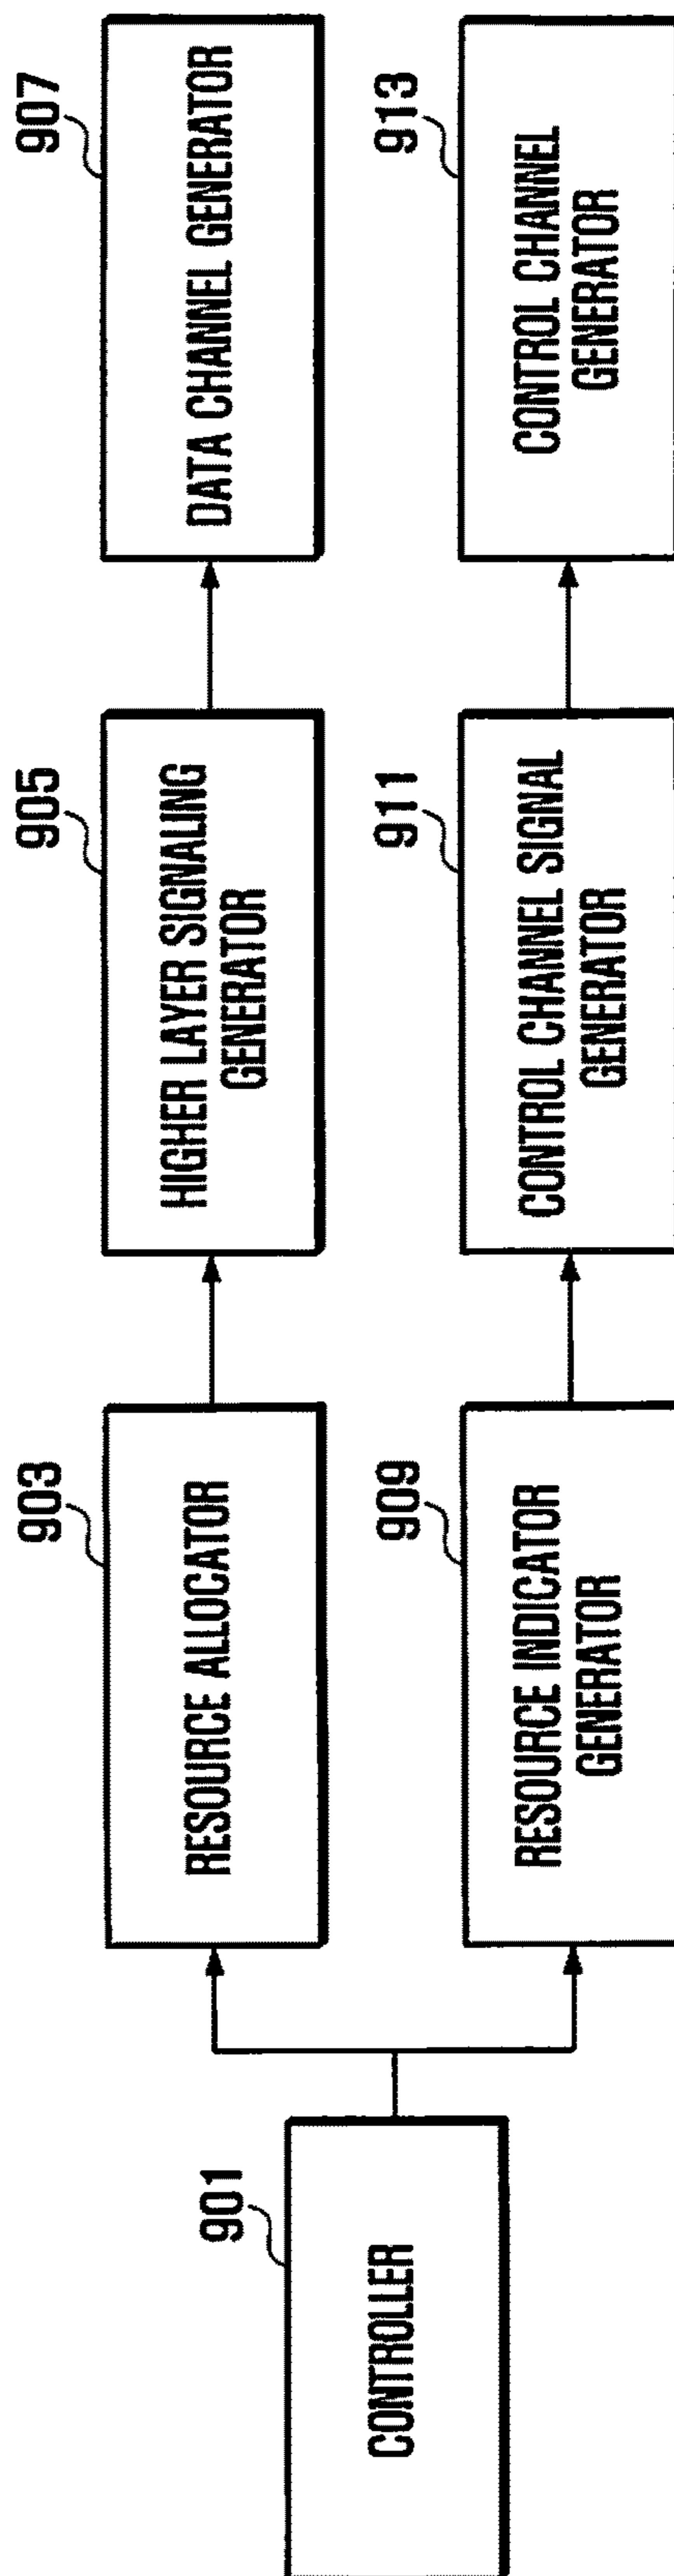 901
CONTROLLER
903
RESOURCE ALLOCATOR
905
HIGHER LAYER SIGNALING
GENERATOR
907
DATA CHANNEL GENERATOR
909
RESOURCE INDICATOR
GENERATOR
911
CONTROL CHANNEL SIGNAL
GENERATOR
913
CONTROL CHANNEL
GENERATOR